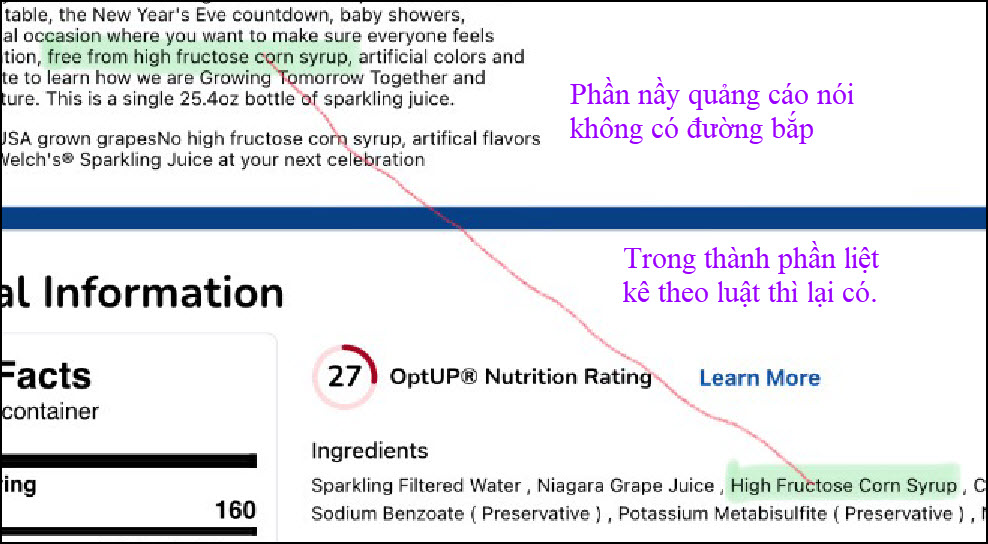 table, the New Year's Eve countdown, baby showers,
al occasion where you want to make sure everyone feels
tion, free from high fructose corn syrup, artificial colors and
te to learn how we are Growing Tomorrow Together and
ture. This is a single 25.4oz bottle of sparkling juice.
Phần nầy quảng cáo nói
không có đường bắp
USA grown grapesNo high fructose corn syrup, artifical flavors
Welch's® Sparkling Juice at your next celebration
Trong thành phần liệt
kê theo luật thì lại có.
al Information
Facts
container
ring
160
27 OptUP® Nutrition Rating Learn More
Ingredients
Sparkling Filtered Water , Niagara Grape Juice , High Fructose Corn Syrup , C
Sodium Benzoate ( Preservative ) , Potassium Metabisulfite ( Preservative ) ,